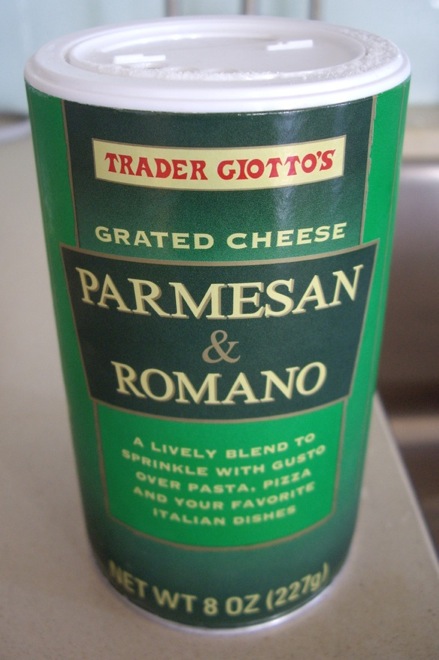 TRADER GIOTTO'S
GRATED CHEESE
PARMESAN
&
ROMANO
A LIVELY BLEND TO
SPRINKLE WITH GUSTO
OVER PASTA, PIZZA
AND YOUR FAVORITE
ITALIAN DISHES
NET WT 8 OZ (227g)